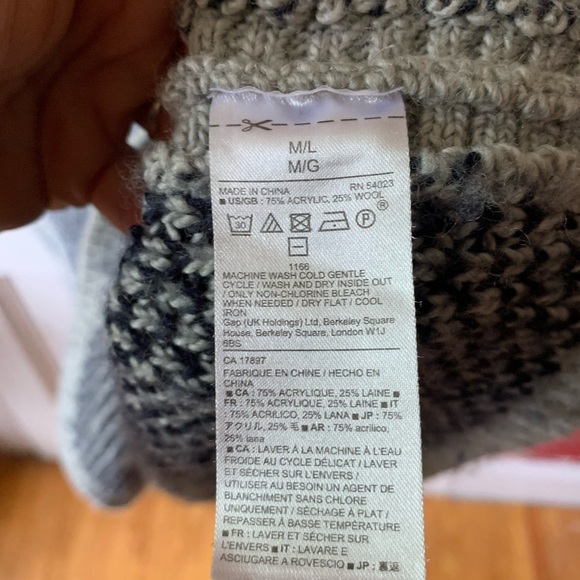 M/L
M/G
MADE IN CHINA RN 54023
■ US/GB : 75% ACRYLIC, 25% WOOL
30 P ®
1166
MACHINE WASH COLD GENTLE
CYCLE / WASH AND DRY INSIDE OUT
/ ONLY NON-CHLORINE BLEACH
WHEN NEEDED / DRY FLAT / COOL
IRON
Gap (UK Holdings) Ltd, Berkeley Square
House, Berkeley Square, London W1J
6BS
CA 17897
FABRIQUE EN CHINE / HECHO EN
CHINA
■ CA : 75% ACRYLIQUE, 25% LAINE ■
FR : 75% ACRYLIQUE, 25% LAINE ■ IT
: 75% ACRILICO, 25% LANA ■ JP : 75%
アクリル, 25% 毛 ■ AR : 75% acrilico,
25% lana
■ CA : LAVER À LA MACHINE À L'EAU
FROIDE AU CYCLE DÉLICAT / LAVER
ET SÉCHER SUR L'ENVERS /
UTILISER AU BESOIN UN AGENT DE
BLANCHIMENT SANS CHLORE
UNIQUEMENT / SÉCHAGE À PLAT /
REPASSER À BASSE TEMPÉRATURE
■ FR : LAVER ET SÉCHER SUR
L'ENVERS ■ IT : LAVARE E
ASCIUGARE A ROVESCIO ■ JP : 裏返